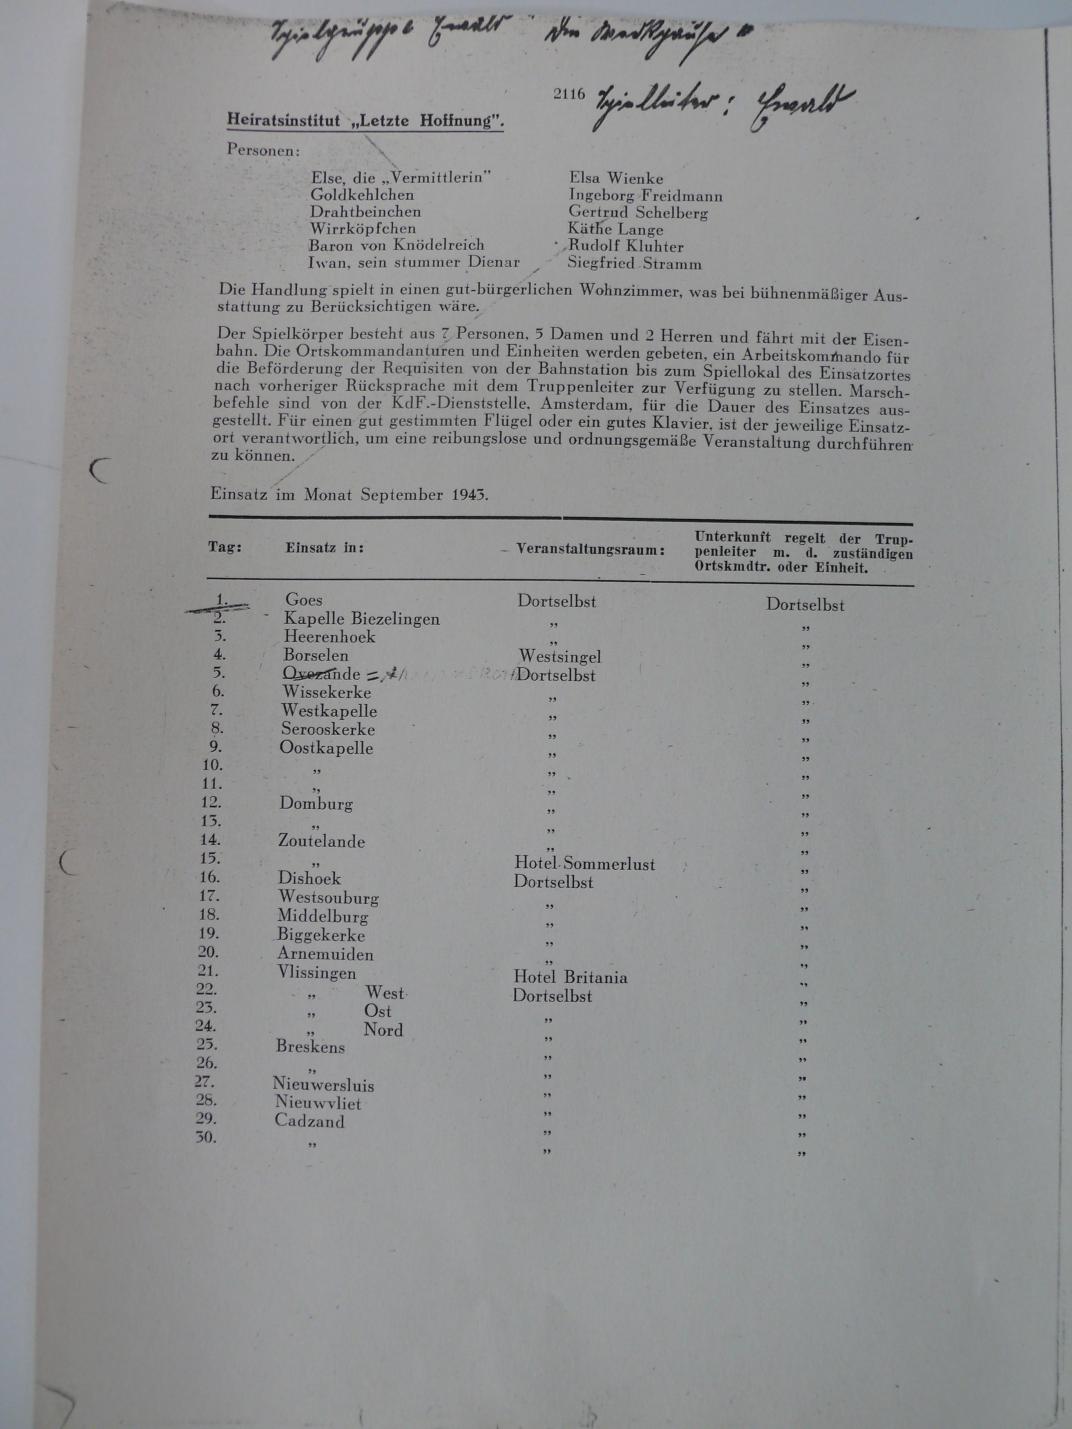 Spielgruppe Ewald "Die Werkpause"
2116 Spielleiter: Ewald
Heiratsinstitut „Letzte Hoffnung".
Personen:
Else, die „Vermittlerin" Elsa Wienke
Goldkehlchen Ingeborg Freidmann
Drahtbeinchen Gertrud Schelberg
Wirrköpfchen Käthe Lange
Baron von Knödelreich Rudolf Kluhter
Iwan, sein stummer Dienar Siegfried Stramm
Die Handlung spielt in einen gut-bürgerlichen Wohnzimmer, was bei bühnenmäßiger Aus-
stattung zu Berücksichtigen wäre.
Der Spielkörper besteht aus 7 Personen, 5 Damen und 2 Herren und fährt mit der Eisen-
bahn. Die Ortskommandanturen und Einheiten werden gebeten, ein Arbeitskommando für
die Beförderung der Requisiten von der Bahnstation bis zum Spiellokal des Einsatzortes
nach vorheriger Rücksprache mit dem Truppenleiter zur Verfügung zu stellen. Marsch-
befehle sind von der KdF.-Dienststelle, Amsterdam, für die Dauer des Einsatzes aus-
gestellt. Für einen gut gestimmten Flügel oder ein gutes Klavier, ist der jeweilige Einsatz-
ort verantwortlich, um eine reibungslose und ordnungsgemäße Veranstaltung durchführen
zu können.
Einsatz im Monat September 1943.
Tag: Einsatz in: Veranstaltungsraum: Unterkunft regelt der Trup-
penleiter m. d. zuständigen
Ortskmdtr. oder Einheit.
1. Goes Dortselbst Dortselbst
2. Kapelle Biezelingen „ „
3. Heerenhoek „ „
4. Borselen Westsingel „
5. Ovezande = Dortselbst „
6. Wissekerke „ „
7. Westkapelle „ „
8. Serooskerke „ „
9. Oostkapelle „ „
10. „ „ „
11. „ „ „
12. Domburg „ „
13. „ „ „
14. Zoutelande „ „
15. „ Hotel Sommerlust „
16. Dishoek Dortselbst „
17. Westsouburg „ „
18. Middelburg „ „
19. Biggekerke „ „
20. Arnemuiden „ „
21. Vlissingen Hotel Britania „
22. „ West Dortselbst „
23. „ Ost „ „
24. „ Nord „ „
25. Breskens „ „
26. „ „ „
27. Nieuwersluis „ „
28. Nieuwvliet „ „
29. Cadzand „ „
30. „ „ „